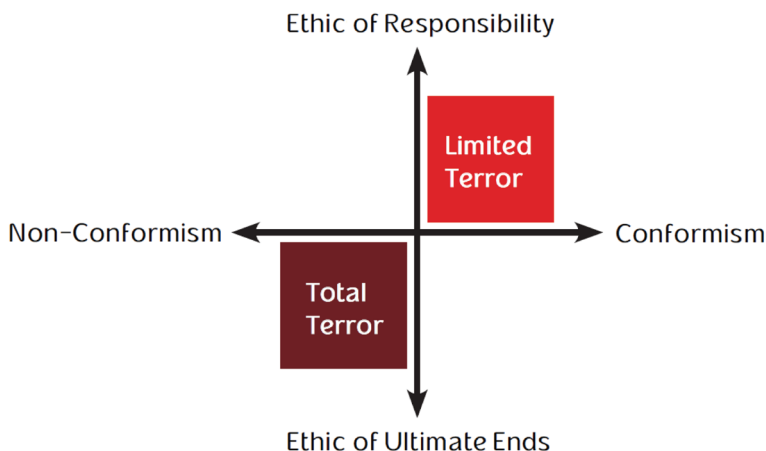 Ethic of Responsibility
Limited
Terror
Non-Conformism
Conformism
Total
Terror
Ethic of Ultimate Ends